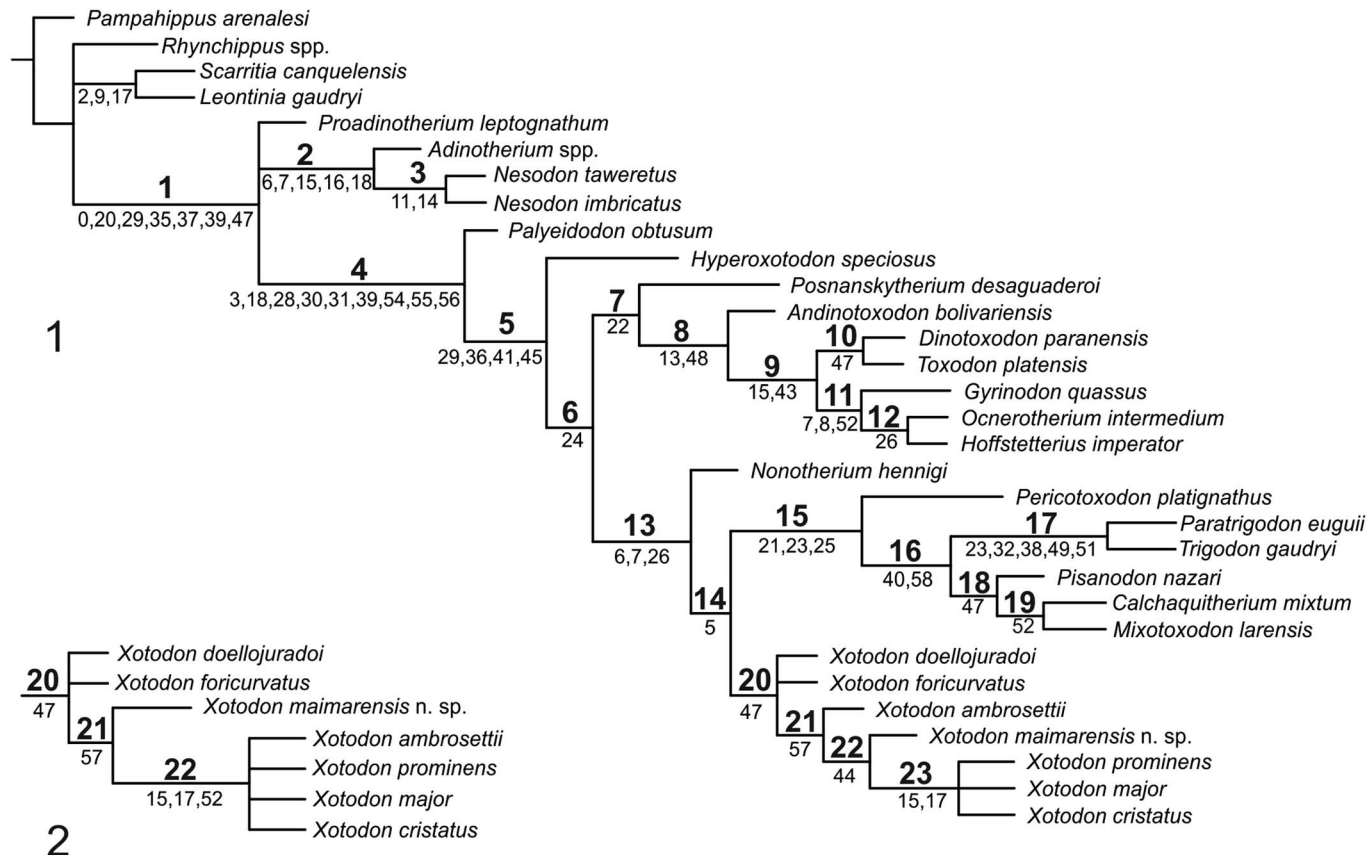 Pampahippus arenalesi
Rhynchippus spp.
Scarritia canquelensis
2,9,17
Leontinia gaudryi
Proadinotherium leptognathum
2
Adinotherium spp.
1
6,7,15,16,18
3
Nesodon taweretus
0,20,29,35,37,39,47
11,14
Nesodon imbricatus
Palyeidodon obtusum
4
Hyperoxotodon speciosus
3,18,28,30,31,39,54,55,56
7
Posnanskytherium desaguaderoi
1
5
22
8
Andinotoxodon bolivariensis
29,36,41,45
13,48
10
Dinotoxodon paranensis
9
47
Toxodon platensis
15,43
11
Gyrinodon quassus
6
7,8,52
12
Ocnerotherium intermedium
24
26
Hoffstetterius imperator
Nonotherium hennigi
13
15
Pericotoxodon platignathus
6,7,26
21,23,25
17
Paratrigodon euguii
16
23,32,38,49,51
Trigodon gaudryi
40,58
18
Pisanodon nazari
14
47
19
Calchaquitherium mixtum
5
52
Mixotoxodon larensis
Xotodon doellojuradoi
20
Xotodon foricurvatus
47
21
Xotodon ambrosettii
57
22
Xotodon maimarensis n. sp.
44
23
Xotodon prominens
15,17
Xotodon major
Xotodon cristatus
Xotodon doellojuradoi
20
Xotodon foricurvatus
47
21
Xotodon maimarensis n. sp.
57
22
Xotodon ambrosettii
15,17,52
Xotodon prominens
Xotodon major
2
Xotodon cristatus